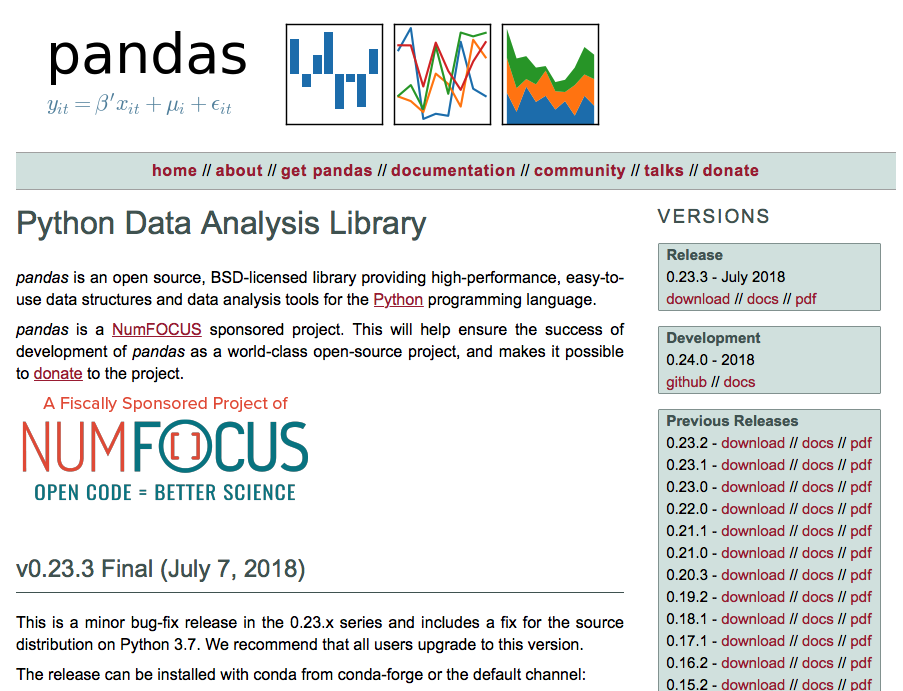 pandas
y_{it} = β′x_{it} + μ_i + ϵ_{it}
home // about // get pandas // documentation // community // talks // donate
Python Data Analysis Library
pandas is an open source, BSD-licensed library providing high-performance, easy-to-
use data structures and data analysis tools for the Python programming language.
pandas is a NumFOCUS sponsored project. This will help ensure the success of
development of pandas as a world-class open-source project, and makes it possible
to donate to the project.
A Fiscally Sponsored Project of
NUMFOCUS
OPEN CODE = BETTER SCIENCE
v0.23.3 Final (July 7, 2018)
This is a minor bug-fix release in the 0.23.x series and includes a fix for the source
distribution on Python 3.7. We recommend that all users upgrade to this version.
The release can be installed with conda from conda-forge or the default channel:
VERSIONS
Release
0.23.3 - July 2018
download // docs // pdf
Development
0.24.0 - 2018
github // docs
Previous Releases
0.23.2 - download // docs // pdf
0.23.1 - download // docs // pdf
0.23.0 - download // docs // pdf
0.22.0 - download // docs // pdf
0.21.1 - download // docs // pdf
0.21.0 - download // docs // pdf
0.20.3 - download // docs // pdf
0.19.2 - download // docs // pdf
0.18.1 - download // docs // pdf
0.17.1 - download // docs // pdf
0.16.2 - download // docs // pdf
0.15.2 - download // docs // pdf